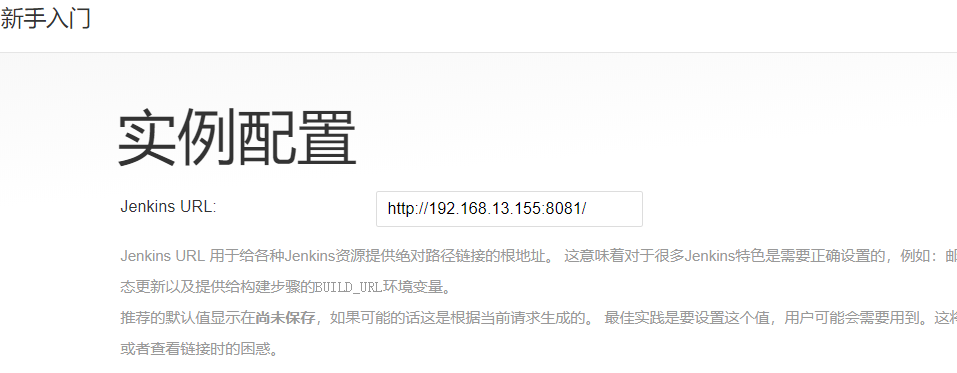 新手入门
实例配置
Jenkins URL: http://192.168.13.155:8081/
Jenkins URL 用于给各种Jenkins资源提供绝对路径链接的根地址。 这意味着对于很多Jenkins特色是需要正确设置的，例如：邮
态更新以及提供给构建步骤的BUILD_URL环境变量。
推荐的默认值显示在尚未保存，如果可能的话这是根据当前请求生成的。 最佳实践是要设置这个值，用户可能会需要用到。这将
或者查看链接时的困惑。